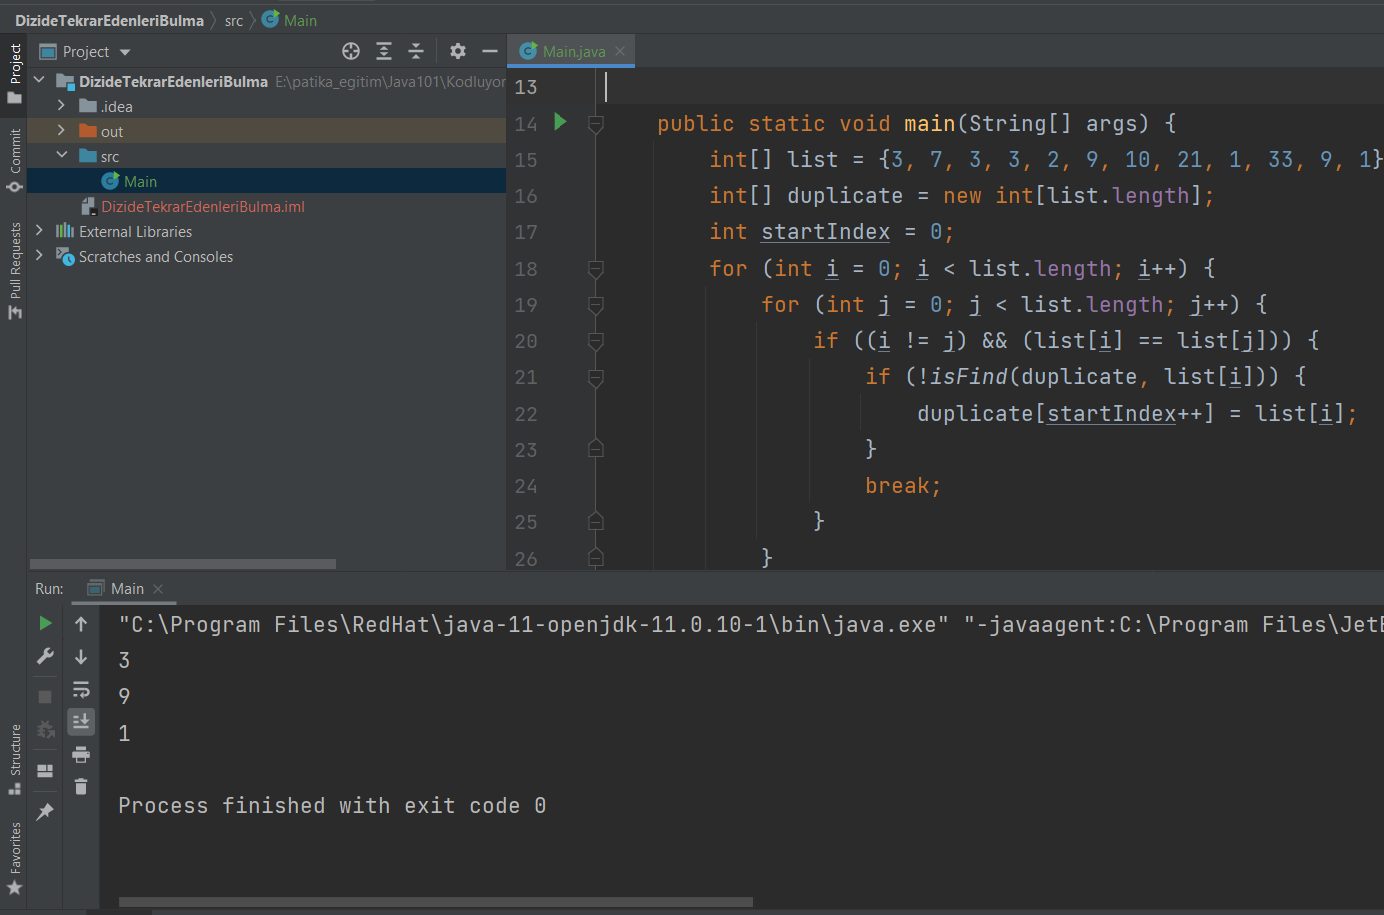 DizideTekrarEdenleriBulma src Main
Project
Main.java
Project
DizideTekrarEdenleriBulma E:\patika_egitim\Java101\Kodluyor
.idea
out
src
Main
DizideTekrarEdenleriBulma.iml
External Libraries
Scratches and Consoles
Commit
Pull Requests
13
14 public static void main(String[] args) {
15 int[] list = {3, 7, 3, 3, 2, 9, 10, 21, 1, 33, 9, 1}
16 int[] duplicate = new int[list.length];
17 int startIndex = 0;
18 for (int i = 0; i < list.length; i++) {
19 for (int j = 0; j < list.length; j++) {
20 if ((i != j) && (list[i] == list[j])) {
21 if (!isFind(duplicate, list[i])) {
22 duplicate[startIndex++] = list[i];
23 }
24 break;
25 }
26 }
Run: Main
"C:\Program Files\RedHat\java-11-openjdk-11.0.10-1\bin\java.exe" "-javaagent:C:\Program Files\JetB
3
9
1
Process finished with exit code 0
Structure
Favorites